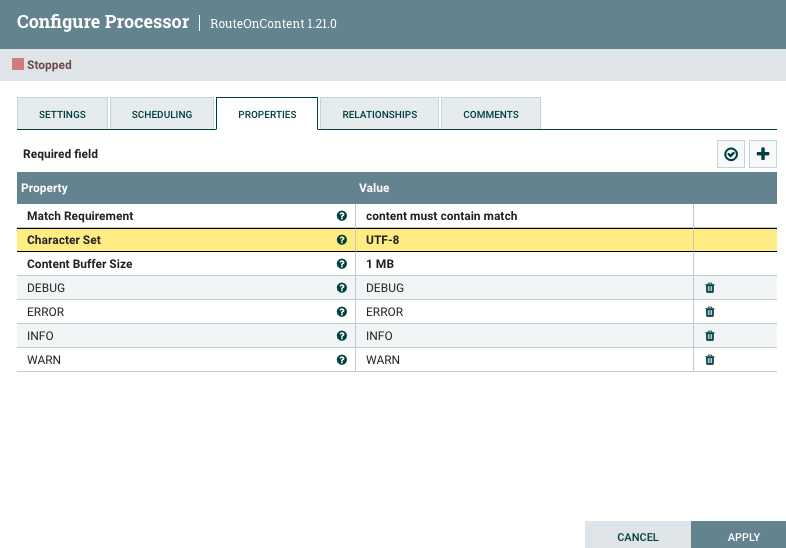 Configure Processor | RouteOnContent 1.21.0
Stopped
SETTINGS SCHEDULING PROPERTIES RELATIONSHIPS COMMENTS
Required field
Property Value
Match Requirement content must contain match
Character Set UTF-8
Content Buffer Size 1 MB
DEBUG DEBUG
ERROR ERROR
INFO INFO
WARN WARN
CANCEL APPLY